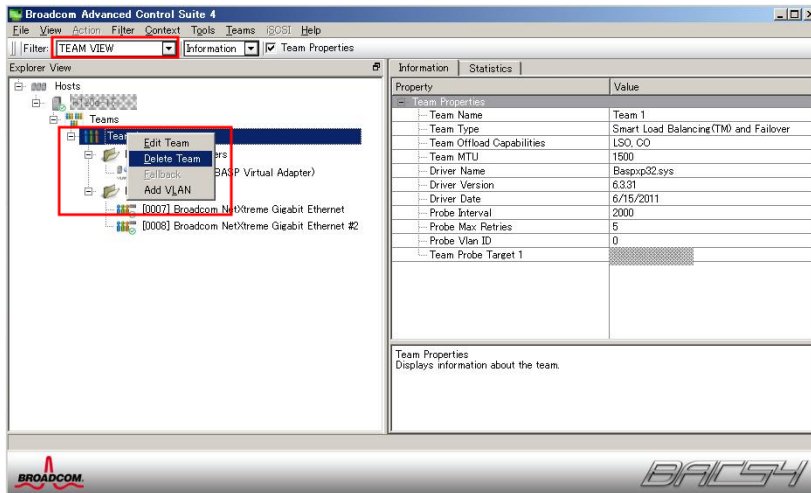 Broadcom Advanced Control Suite 4
File View Action Filter Context Tools Teams iSCSI Help
Filter: TEAM VIEW Information Team Properties
Explorer View
Hosts
Teams
Team
Edit Team
Delete Team
Fallback
Add VLAN
ers
BASP Virtual Adapter)
[0007] Broadcom NetXtreme Gigabit Ethernet
[0008] Broadcom NetXtreme Gigabit Ethernet #2
Information Statistics
Property Value
Team Properties
Team Name Team 1
Team Type Smart Load Balancing(TM) and Failover
Team Offload Capabilities LSO, CO
Team MTU 1500
Driver Name Baspxp32.sys
Driver Version 6.3.31
Driver Date 6/15/2011
Probe Interval 2000
Probe Max Retries 5
Probe Vlan ID 0
Team Probe Target 1
Team Properties
Displays information about the team.
BROADCOM.
BACS4